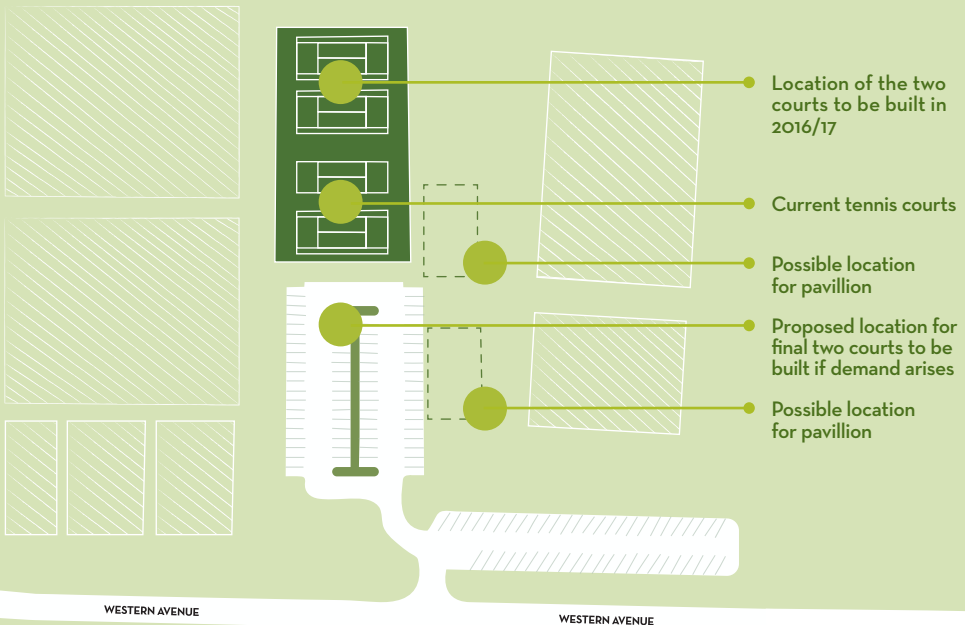 Location of the two
courts to be built in
2016/17
Current tennis courts
Possible location
for pavillion
Proposed location for
final two courts to be
built if demand arises
Possible location
for pavillion
WESTERN AVENUE
WESTERN AVENUE